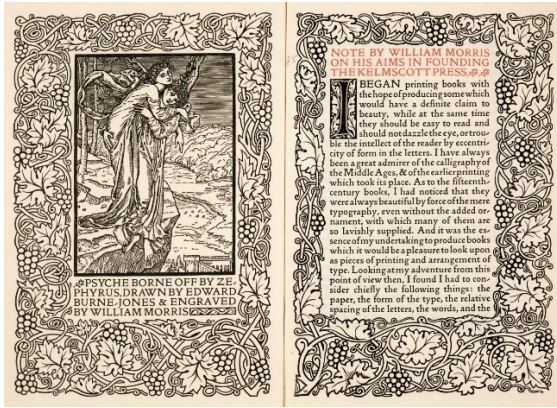 PSYCHE BORNE OFF BY ZE-
PHYRUS, DRAWN BY EDWARD
BURNE-JONES & ENGRAVED
BY WILLIAM MORRIS
NOTE BY WILLIAM MORRIS
ON HIS AIMS IN FOUNDING
THE KELMSCOTT PRESS
I BEGAN printing books with
the hope of producing some which
would have a definite claim to
beauty, while at the same time
they should be easy to read and
should not dazzle the eye, or trou-
ble the intellect of the reader by eccentri-
city of form in the letters. I have always
been a great admirer of the calligraphy of
the Middle Ages, & of the earlier printing
which took its place. As to the fifteenth-
century books, I had noticed that they
were always beautiful by force of the mere
typography, even without the added or-
nament, with which many of them are
so lavishly supplied. And it was the es-
sence of my undertaking to produce books
which it would be a pleasure to look upon
as pieces of printing and arrangement of
type. Looking at my adventure from this
point of view then, I found I had to con-
sider chiefly the following things: the
paper, the form of the type, the relative
spacing of the letters, the words, and the